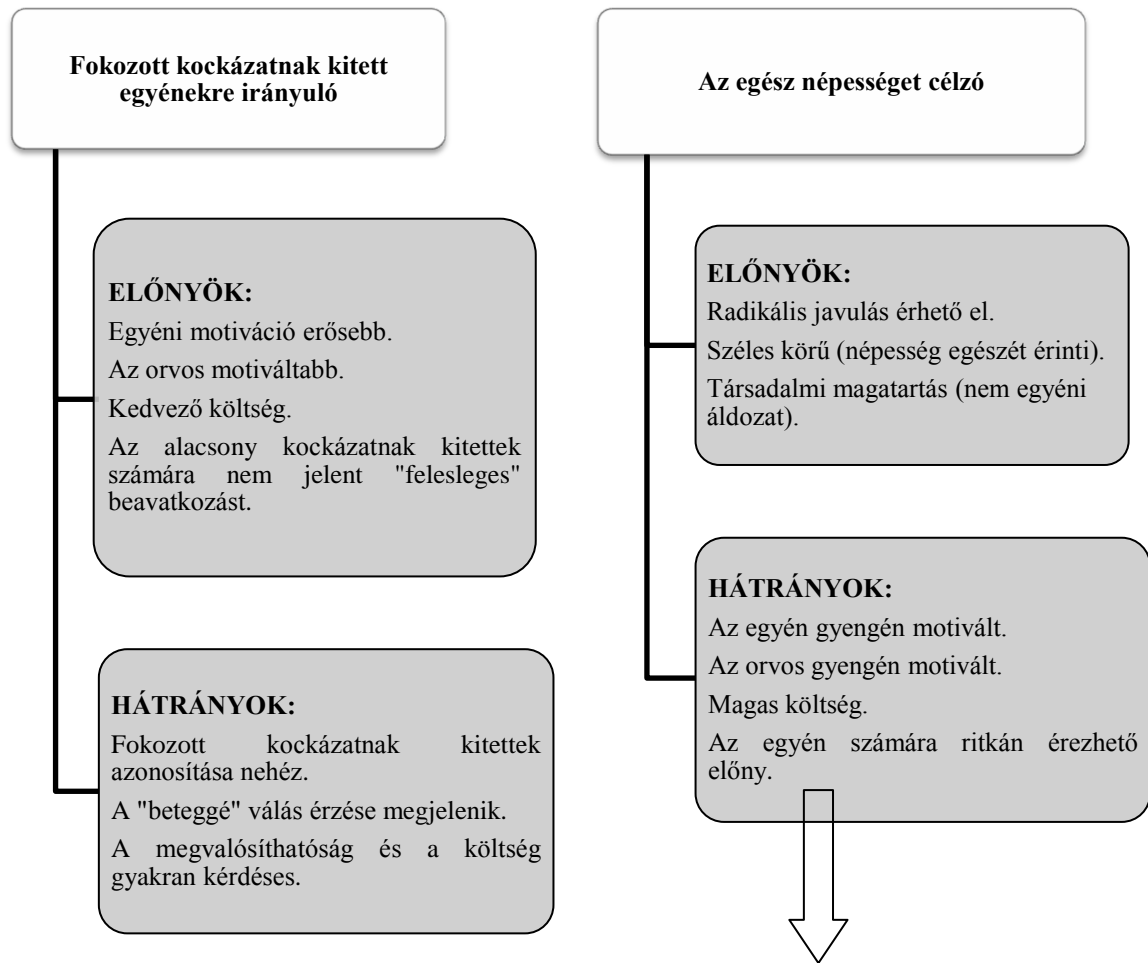 Fokozott kockázatnak kitett
egyénekre irányuló
ELŐNYÖK:
Egyéni motiváció erősebb.
Az orvos motiváltabb.
Kedvező költség.
Az alacsony kockázatnak kitettek
számára nem jelent "felesleges"
beavatkozást.
HÁTRÁNYOK:
Fokozott kockázatnak kitettek
azonosítása nehéz.
A "beteggé" válás érzése megjelenik.
A megvalósíthatóság és a költség
gyakran kérdéses.
Az egész népességet célzó
ELŐNYÖK:
Radikális javulás érhető el.
Széles körű (népesség egészét érinti).
Társadalmi magatartás (nem egyéni
áldozat).
HÁTRÁNYOK:
Az egyén gyengén motivált.
Az orvos gyengén motivált.
Magas költség.
Az egyén számára ritkán érezhető
előny.